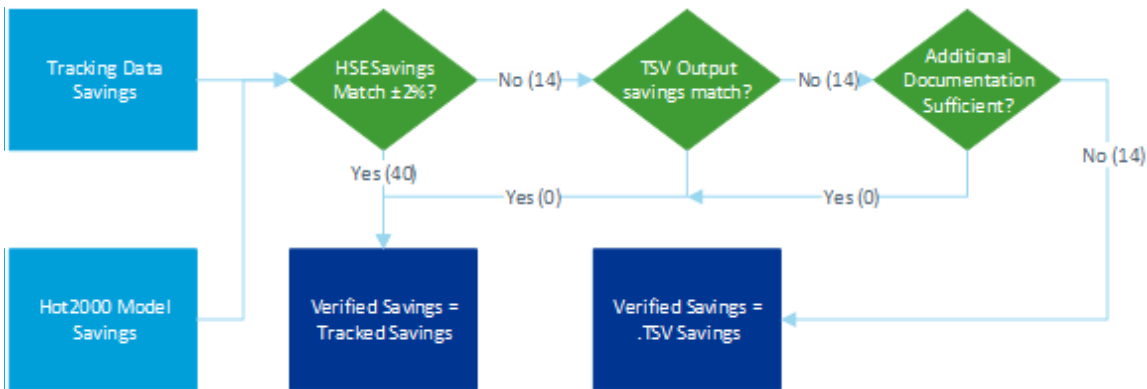 Tracking Data
Savings
HSESavings
Match ±2%?
No (14)
TSV Output
savings match?
No (14)
Additional
Documentation
Sufficient?
No (14)
Yes (40)
Yes (0)
Yes (0)
Hot2000 Model
Savings
Verified Savings =
Tracked Savings
Verified Savings =
.TSV Savings